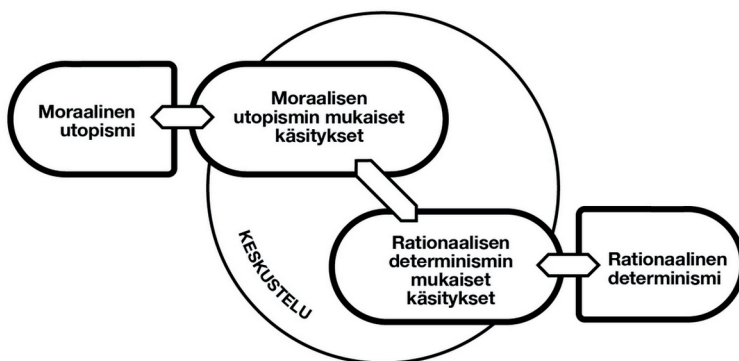 Moraalinen
utopismi
Moraalisen
utopismin mukaiset
käsitykset
KESKUSTELU
Rationaalisen
determinismin
mukaiset
käsitykset
Rationaalinen
determinismi